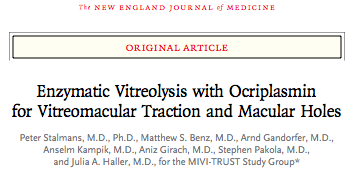 The NEW ENGLAND JOURNAL of MEDICINE
ORIGINAL ARTICLE
Enzymatic Vitreolysis with Ocriplasmin
for Vitreomacular Traction and Macular Holes
Peter Stalmans, M.D., Ph.D., Matthew S. Benz, M.D., Arnd Gandorfer, M.D.,
Anselm Kampik, M.D., Aniz Girach, M.D., Stephen Pakola, M.D.,
and Julia A. Haller, M.D., for the MIVI-TRUST Study Group*